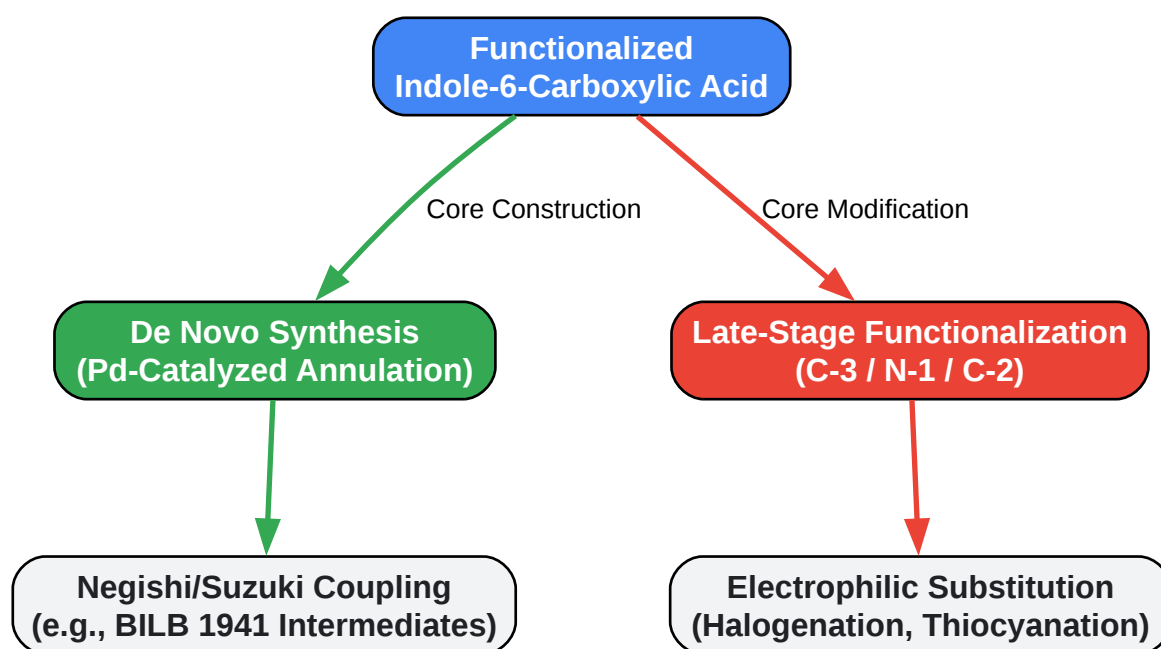 Functionalized
Indole-6-Carboxylic Acid
Core Construction
Core Modification
De Novo Synthesis
(Pd-Catalyzed Annulation)
Late-Stage Functionalization
(C-3 / N-1 / C-2)
Negishi/Suzuki Coupling
(e.g., BILB 1941 Intermediates)
Electrophilic Substitution
(Halogenation, Thiocyanation)